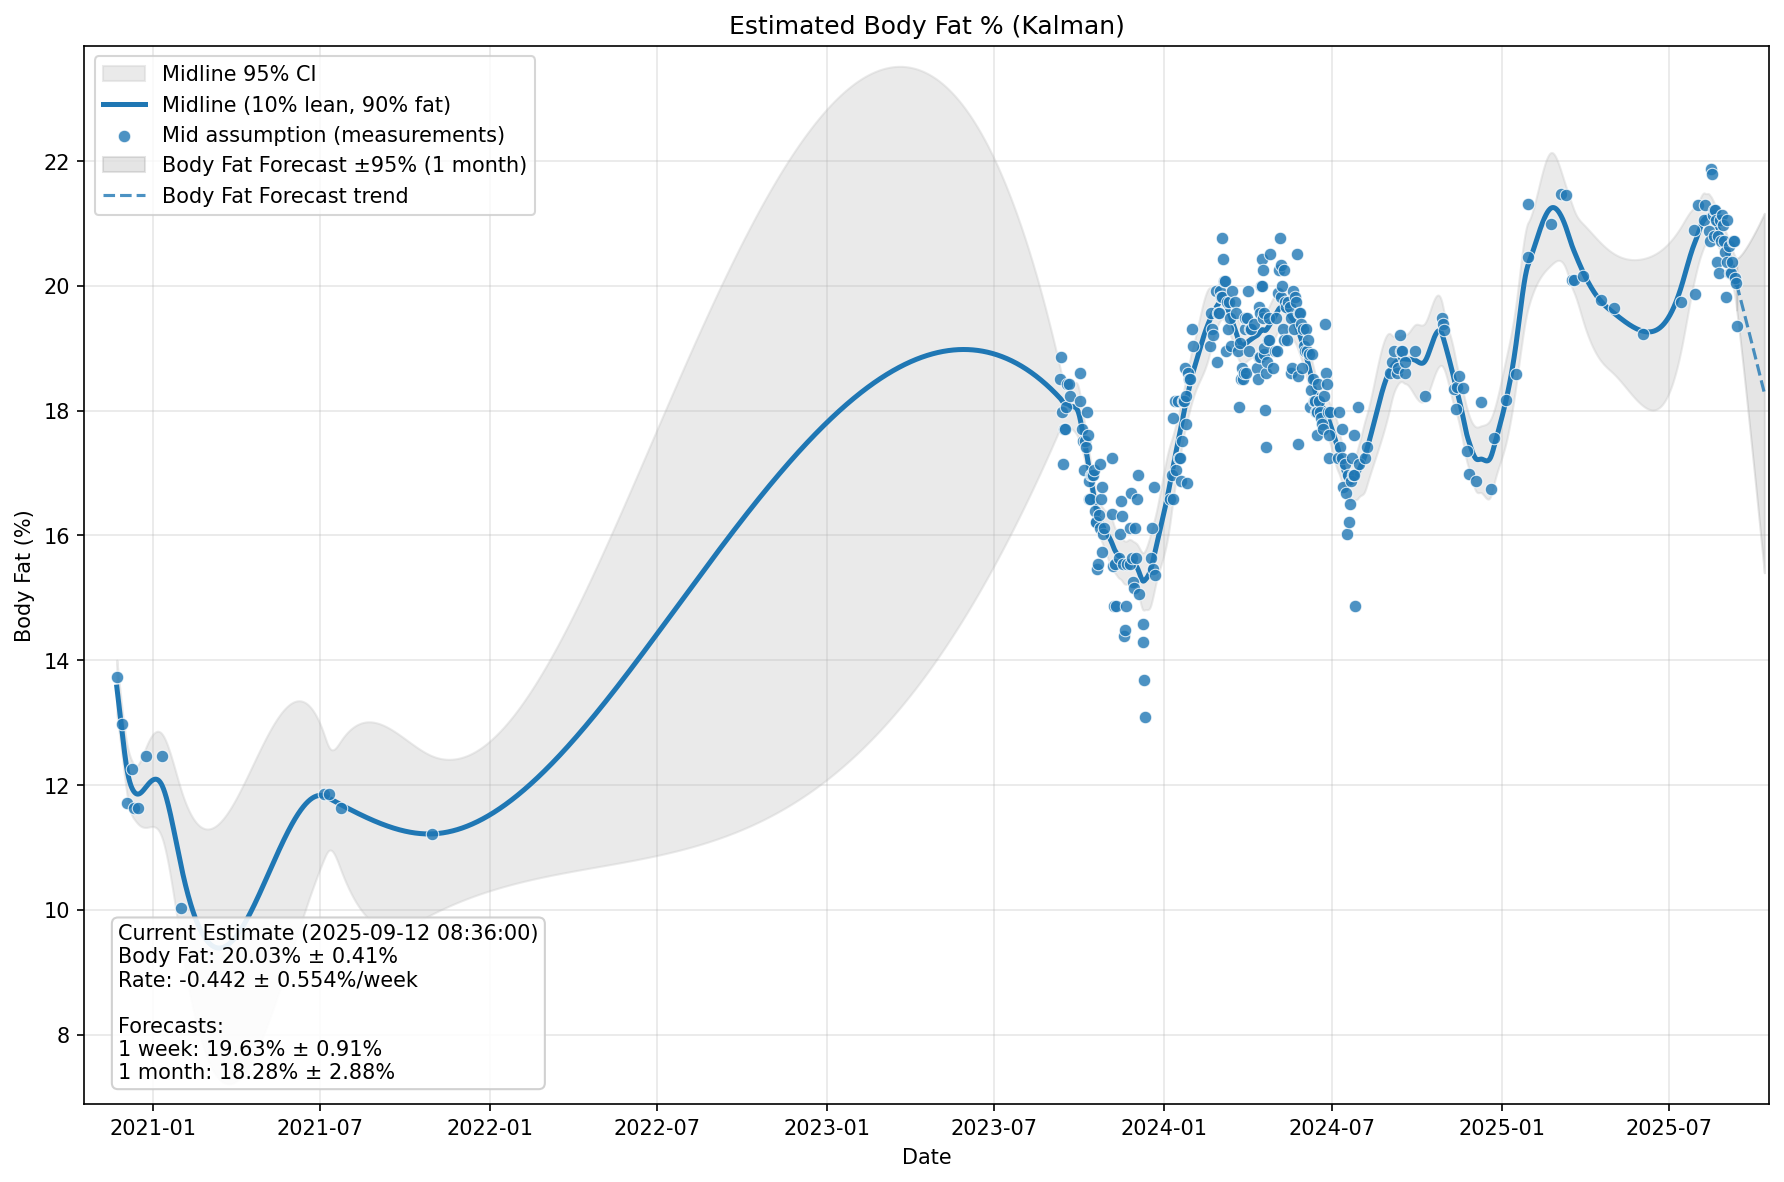 Estimated Body Fat % (Kalman)
Midline 95% CI
Midline (10% lean, 90% fat)
Mid assumption (measurements)
Body Fat Forecast ±95% (1 month)
Body Fat Forecast trend
Body Fat (%)
22
20
18
16
14
12
10
8
Current Estimate (2025-09-12 08:36:00)
Body Fat: 20.03% ± 0.41%
Rate: -0.442 ± 0.554%/week
Forecasts:
1 week: 19.63% ± 0.91%
1 month: 18.28% ± 2.88%
2021-01 2021-07 2022-01 2022-07 2023-01 2023-07 2024-01 2024-07 2025-01 2025-07
Date